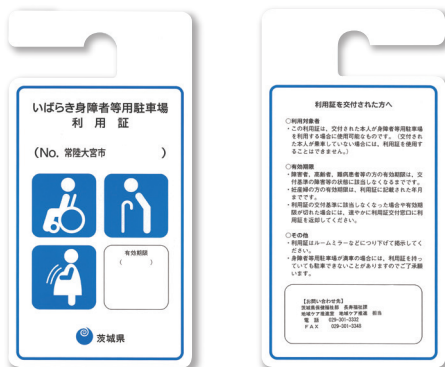 いばらき身障者等用駐車場
利用証
(No. 常陸大宮市 )
有効期限
( )
茨城県
利用証を交付された方へ
○利用対象者
・この利用証は、交付された本人が身障者等用駐車場
を利用する場合に使用可能なものです。（交付され
た本人が乗車していない場合には、利用証を使用す
ることはできません。）
○有効期限
・障害者、高齢者、難病患者等の方の有効期限は、交
付基準の障害等の状態に該当しなくなるまでです。
・妊産婦の方の有効期限は、利用証に記載された年月
までです。
・利用証の交付基準に該当しなくなった場合や有効期
限が切れた場合には、速やかに利用証交付窓口に利
用証を返却してください。
○その他
・利用証はルームミラーなどにつり下げて掲示してく
ださい。
・身障者等用駐車場が満車の場合には、利用証を持っ
ていても駐車できないことがありますのでご了承願
います。
【お問い合わせ先】
茨城県保健福祉部 長寿福祉課
地域ケア推進室 地域ケア推進 担当
電話 029-301-3332
FAX 029-301-3348